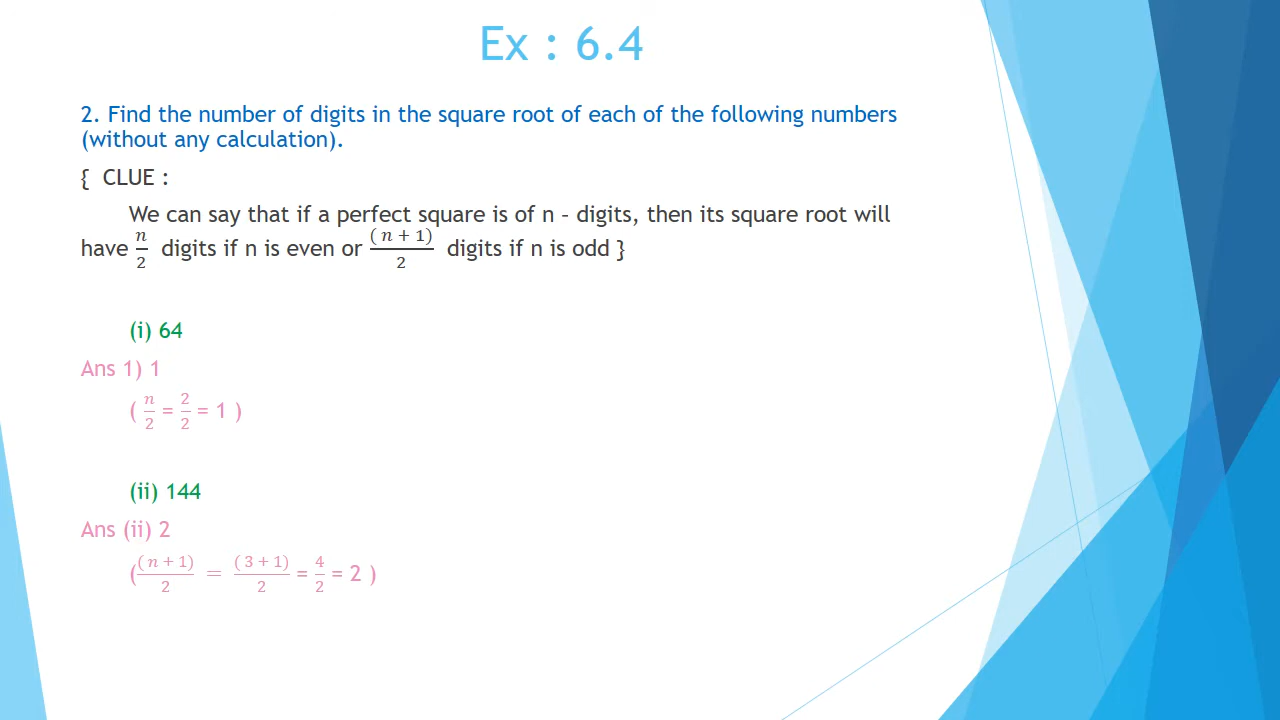 Ex : 6.4
2. Find the number of digits in the square root of each of the following numbers
(without any calculation).
{ CLUE :
We can say that if a perfect square is of n – digits, then its square root will
have n/2 digits if n is even or ( n + 1)/2 digits if n is odd }
(i) 64
Ans 1) 1
( n/2 = 2/2 = 1 )
(ii) 144
Ans (ii) 2
(( n + 1)/2 = ( 3 + 1)/2 = 4/2 = 2 )